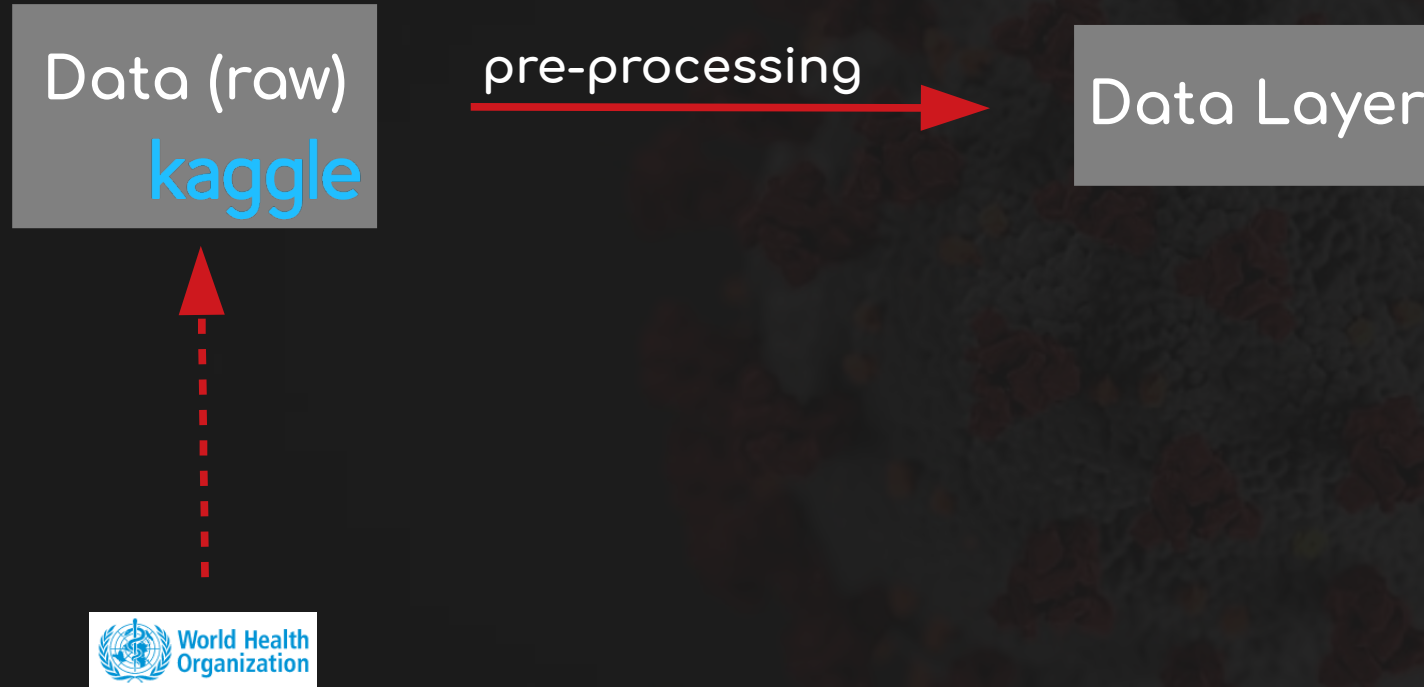 Data (raw)
kaggle
pre-processing
Data Layer
World Health
Organization